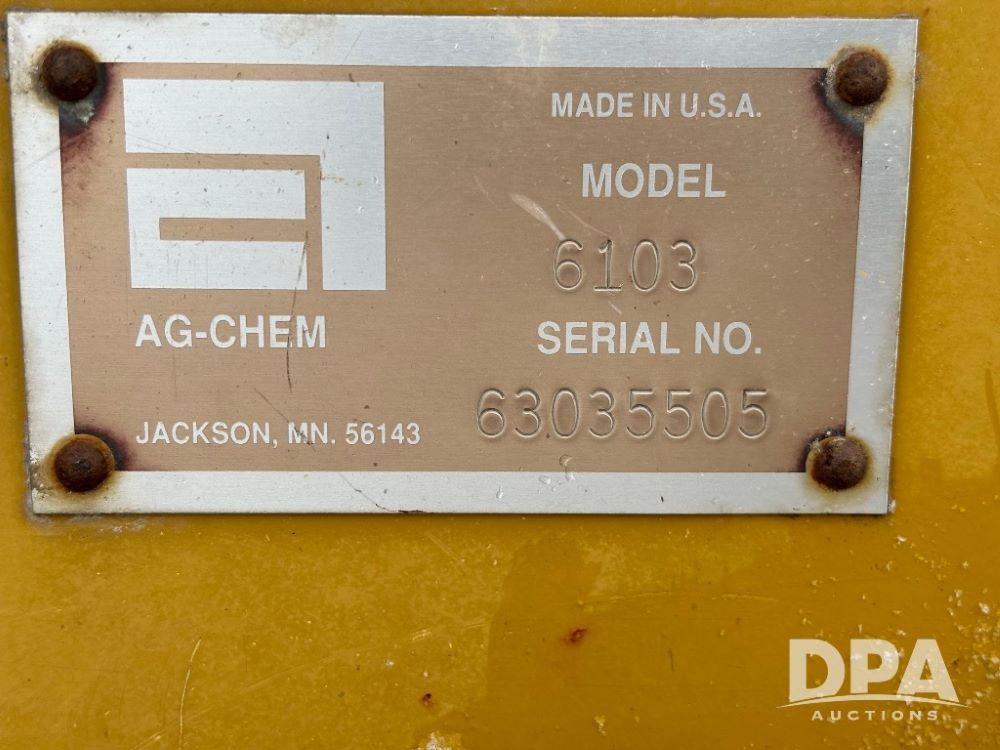 MADE IN U.S.A.
MODEL
6103
AG-CHEM
SERIAL NO.
JACKSON, MN. 56143
63035505
DPA
AUCTIONS